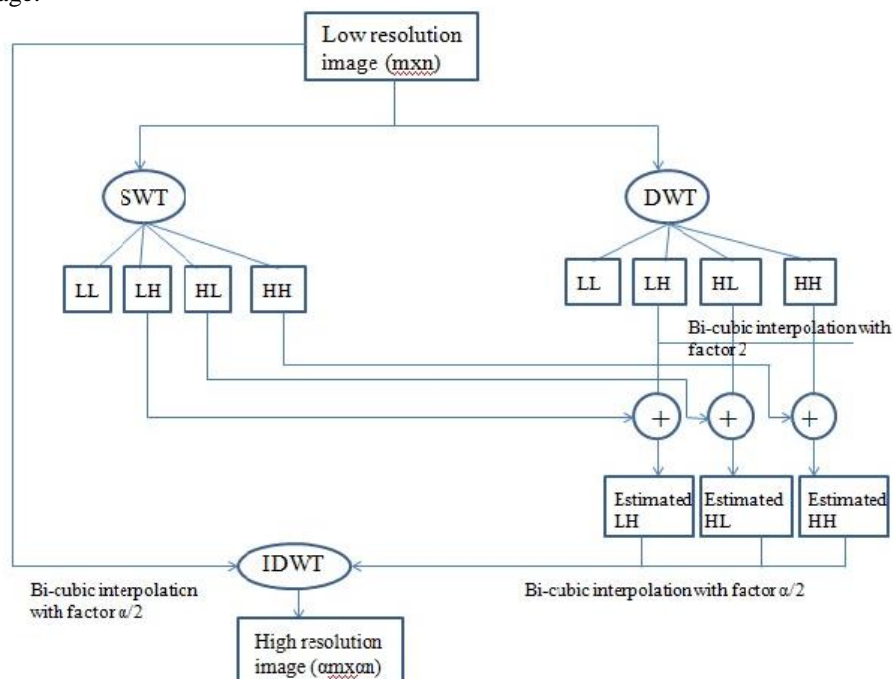 age.
Low resolution
image (mxn)
SWT
DWT
LL
LH
HL
HH
LL
LH
HL
HH
Bi-cubic interpolation with
factor 2
+
+
+
Estimated
LH
Estimated
HL
Estimated
HH
IDWT
Bi-cubic interpolation
with factor α/2
Bi-cubic interpolation with factor α/2
High resolution
image (αmxαn)